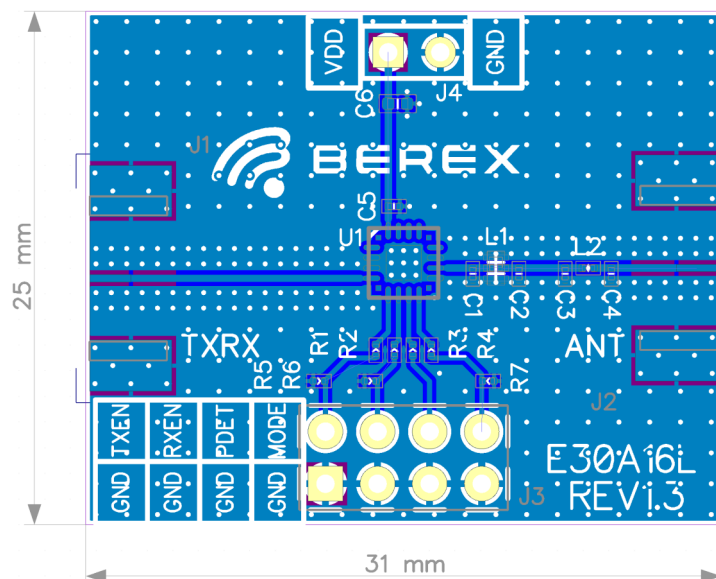 VDD
GND
J4
C6
J1
BEREX
C5
U1
L1
L2
C1
C2
C3
C4
25 mm
TXRX
R1
R2
R3
R4
ANT
R5
R6
R7
J2
TXEN
RXEN
PDET
MODE
GND
GND
GND
GND
E30A16L
REV1.3
J3
31 mm